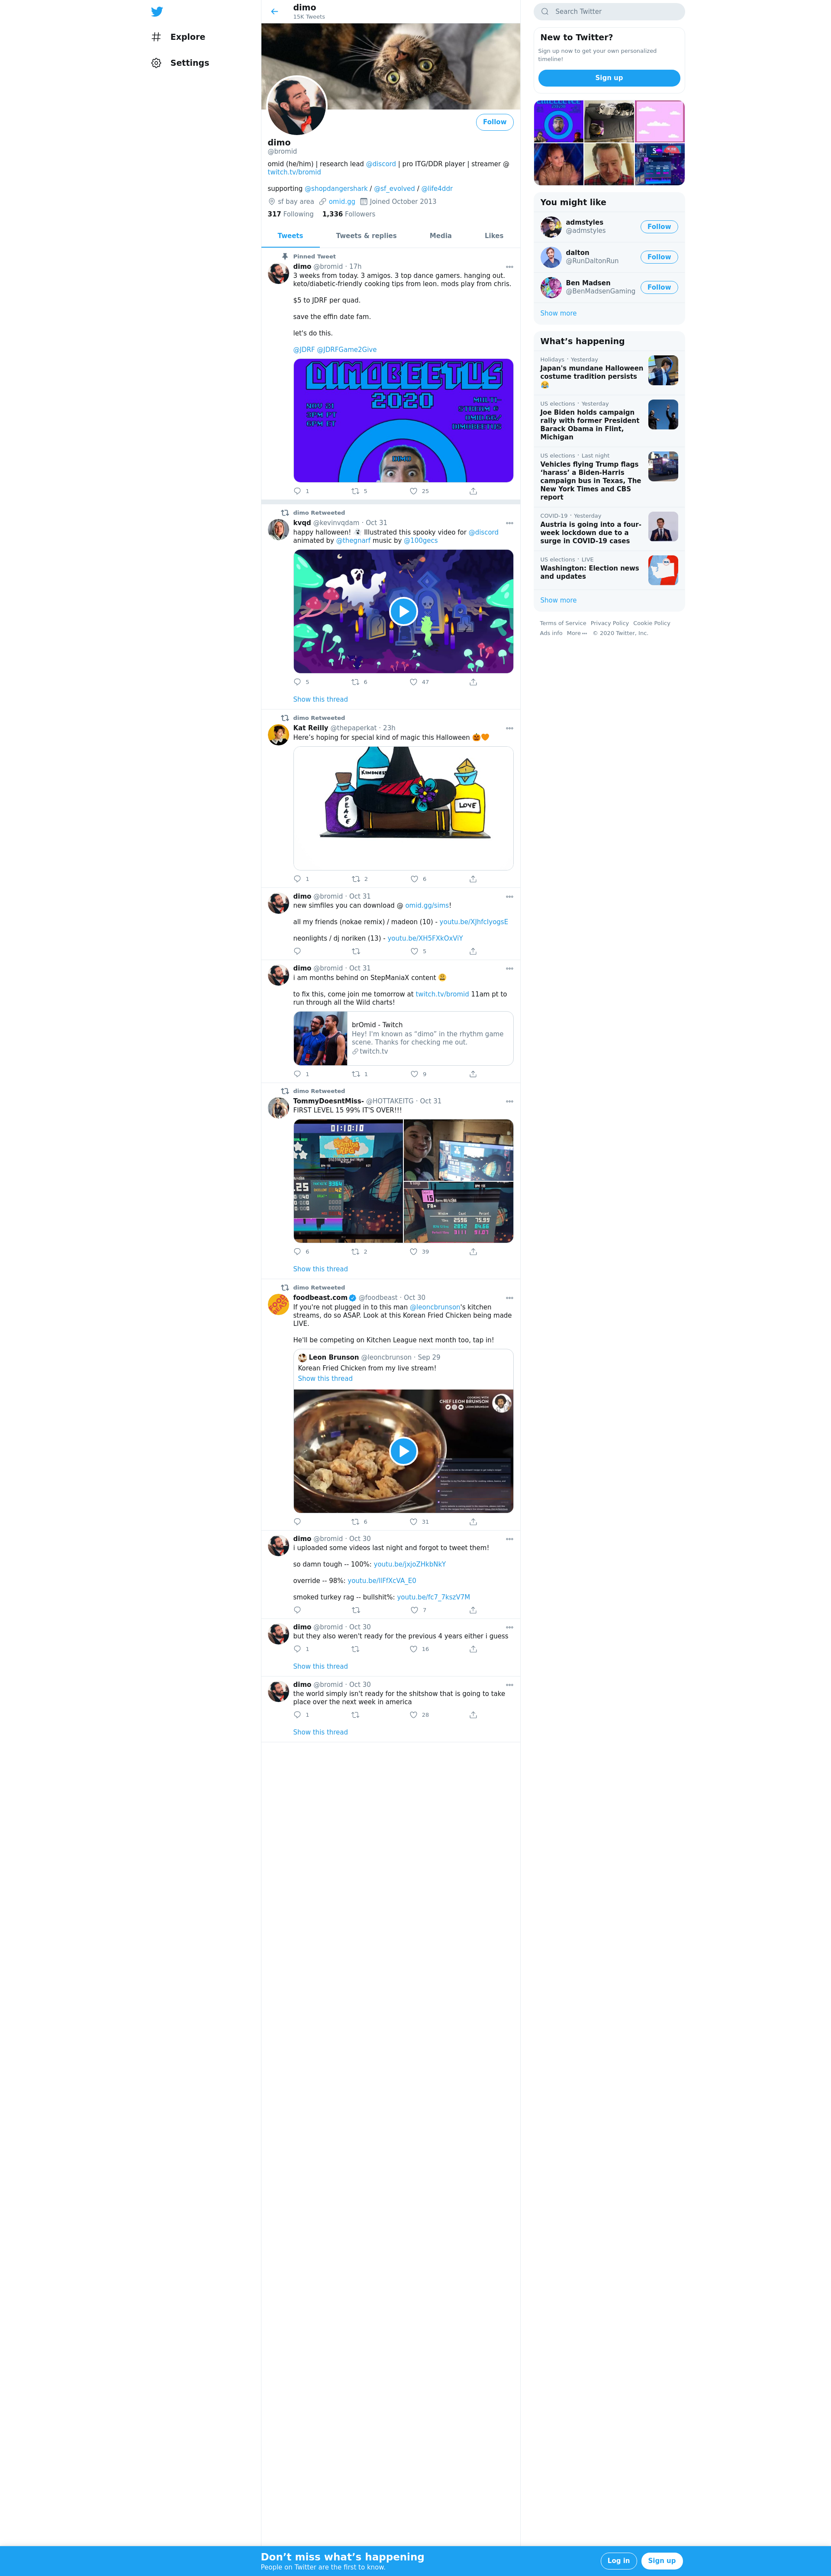 Explore
Settings
dimo
15K Tweets
Follow
dimo
@bromid
omid (he/him) | research lead @discord | pro ITG/DDR player | streamer @
twitch.tv/bromid
supporting @shopdangershark / @sf_evolved / @life4ddr
sf bay area omid.gg Joined October 2013
317 Following 1,336 Followers
Tweets Tweets & replies Media Likes
Pinned Tweet
dimo @bromid · 17h
3 weeks from today. 3 amigos. 3 top dance gamers. hanging out.
keto/diabetic-friendly cooking tips from leon. mods play from chris.
$5 to JDRF per quad.
save the effin date fam.
let's do this.
@JDRF @JDRFGame2Give
DIMOBEETUS
2020
1 5 25
dimo Retweeted
kvqd @kevinvqdam · Oct 31
happy halloween! 👻 Illustrated this spooky video for @discord
animated by @thegnarf music by @100gecs
5 6 47
Show this thread
dimo Retweeted
Kat Reilly @thepaperkat · 23h
Here's hoping for special kind of magic this Halloween 🎃🧡
KINDNESS
PEACE
LOVE
1 2 6
dimo @bromid · Oct 31
new simfiles you can download @ omid.gg/sims!
all my friends (nokae remix) / madeon (10) - youtu.be/XJhfclyogsE
neonlights / dj noriken (13) - youtu.be/XH5FXkOxViY
5
dimo @bromid · Oct 31
i am months behind on StepManiaX content 😩
to fix this, come join me tomorrow at twitch.tv/bromid 11am pt to
run through all the Wild charts!
brOmid - Twitch
Hey! I'm known as "dimo" in the rhythm game
scene. Thanks for checking me out.
twitch.tv
1 1 9
dimo Retweeted
TommyDoesntMiss- @HOTTAKEITG · Oct 31
FIRST LEVEL 15 99% IT'S OVER!!!
6 2 39
Show this thread
dimo Retweeted
foodbeast.com @foodbeast · Oct 30
If you're not plugged in to this man @leoncbrunson's kitchen
streams, do so ASAP. Look at this Korean Fried Chicken being made
LIVE.
He'll be competing on Kitchen League next month too, tap in!
Leon Brunson @leoncbrunson · Sep 29
Korean Fried Chicken from my live stream!
Show this thread
CHEF LEON BRUNSON
6 31
dimo @bromid · Oct 30
i uploaded some videos last night and forgot to tweet them!
so damn tough -- 100%: youtu.be/jxjoZHkbNkY
override -- 98%: youtu.be/IIFfXcVA_E0
smoked turkey rag -- bullshit%: youtu.be/fc7_7kszV7M
7
dimo @bromid · Oct 30
but they also weren't ready for the previous 4 years either i guess
1 16
Show this thread
dimo @bromid · Oct 30
the world simply isn't ready for the shitshow that is going to take
place over the next week in america
1 28
Show this thread
Search Twitter
New to Twitter?
Sign up now to get your own personalized
timeline!
Sign up
You might like
admstyles
@admstyles
Follow
dalton
@RunDaltonRun
Follow
Ben Madsen
@BenMadsenGaming
Follow
Show more
What's happening
Holidays · Yesterday
Japan's mundane Halloween
costume tradition persists
😂
US elections · Yesterday
Joe Biden holds campaign
rally with former President
Barack Obama in Flint,
Michigan
US elections · Last night
Vehicles flying Trump flags
'harass' a Biden-Harris
campaign bus in Texas, The
New York Times and CBS
report
COVID-19 · Yesterday
Austria is going into a four-
week lockdown due to a
surge in COVID-19 cases
US elections · LIVE
Washington: Election news
and updates
Show more
Terms of Service Privacy Policy Cookie Policy
Ads info More © 2020 Twitter, Inc.
Don't miss what's happening
People on Twitter are the first to know.
Log in
Sign up